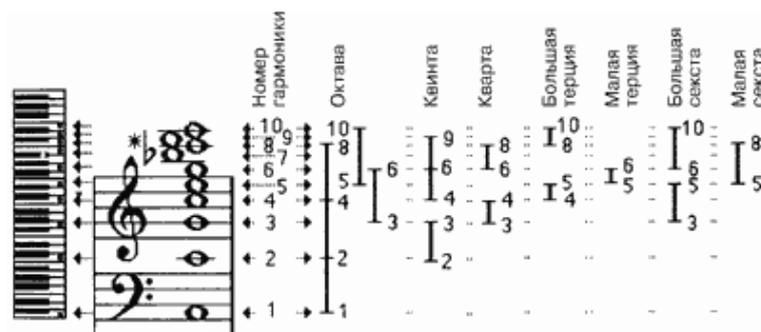 Номер гармоники
Октава
Квинта
Кварта
Большая терция
Малая терция
Большая секста
Малая секста
10 10 10 10
9 9
8 8 8 8 8
7
6 6 6 6 6 6
5 5 5 5 5 5
4 4 4 4 4
3 3 3 3 3
2 2 2
1 1